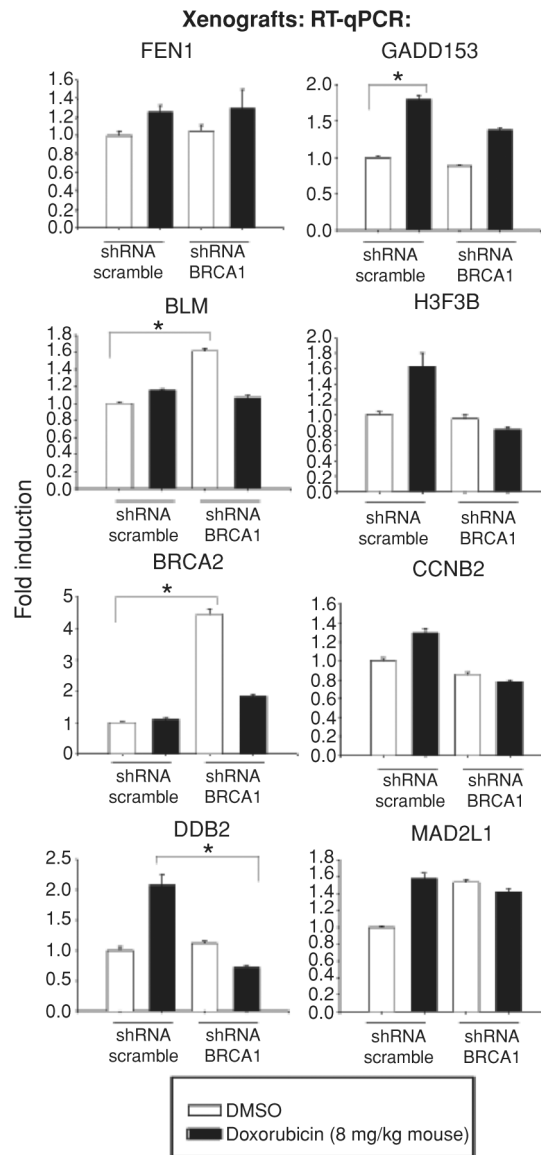 Xenografts: RT-qPCR:
FEN1
1.6
1.4
1.2
1.0
0.8
0.6
0.4
0.2
0.0
shRNA shRNA
scramble BRCA1
GADD153
*
2.0
1.5
1.0
0.5
0.0
shRNA shRNA
scramble BRCA1
BLM
*
1.8
1.6
1.4
1.2
1.0
0.8
0.6
0.4
0.2
0.0
shRNA shRNA
scramble BRCA1
H3F3B
2.0
1.8
1.6
1.4
1.2
1.0
0.8
0.6
0.4
0.2
0.0
shRNA shRNA
scramble BRCA1
Fold induction
BRCA2
*
5
4
3
2
1
0
shRNA shRNA
scramble BRCA1
CCNB2
1.6
1.4
1.2
1.0
0.8
0.6
0.4
0.2
0.0
shRNA shRNA
scramble BRCA1
DDB2
*
2.5
2.0
1.5
1.0
0.5
0.0
shRNA shRNA
scramble BRCA1
MAD2L1
1.8
1.6
1.4
1.2
1.0
0.8
0.6
0.4
0.2
0.0
shRNA shRNA
scramble BRCA1
DMSO
Doxorubicin (8 mg/kg mouse)